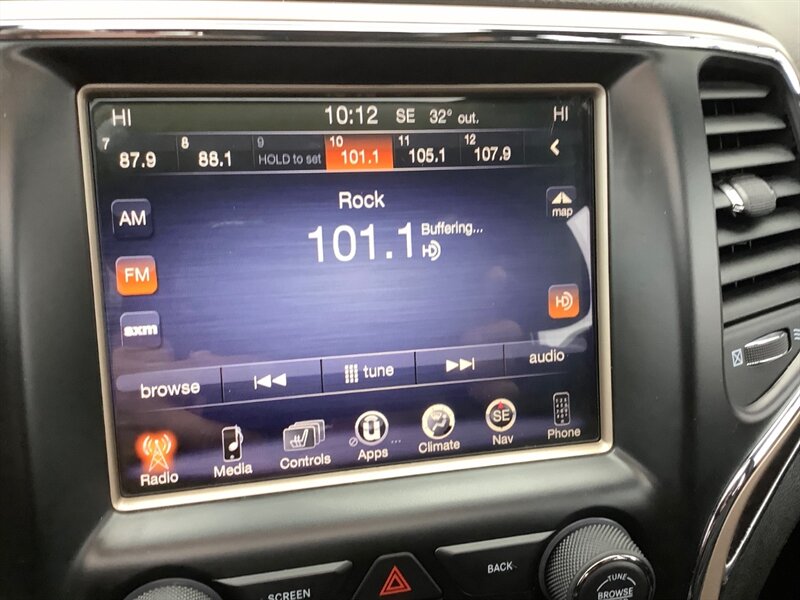 HI 10:12 SE 32° out. HI
7 87.9 8 88.1 9 HOLD to set 10 101.1 11 105.1 12 107.9
Rock
AM
map
101.1 Buffering...
HD
FM
HD
sxm
browse tune audio
Radio Media Controls Apps Climate SE Nav Phone
SCREEN BACK TUNE
BROWSE